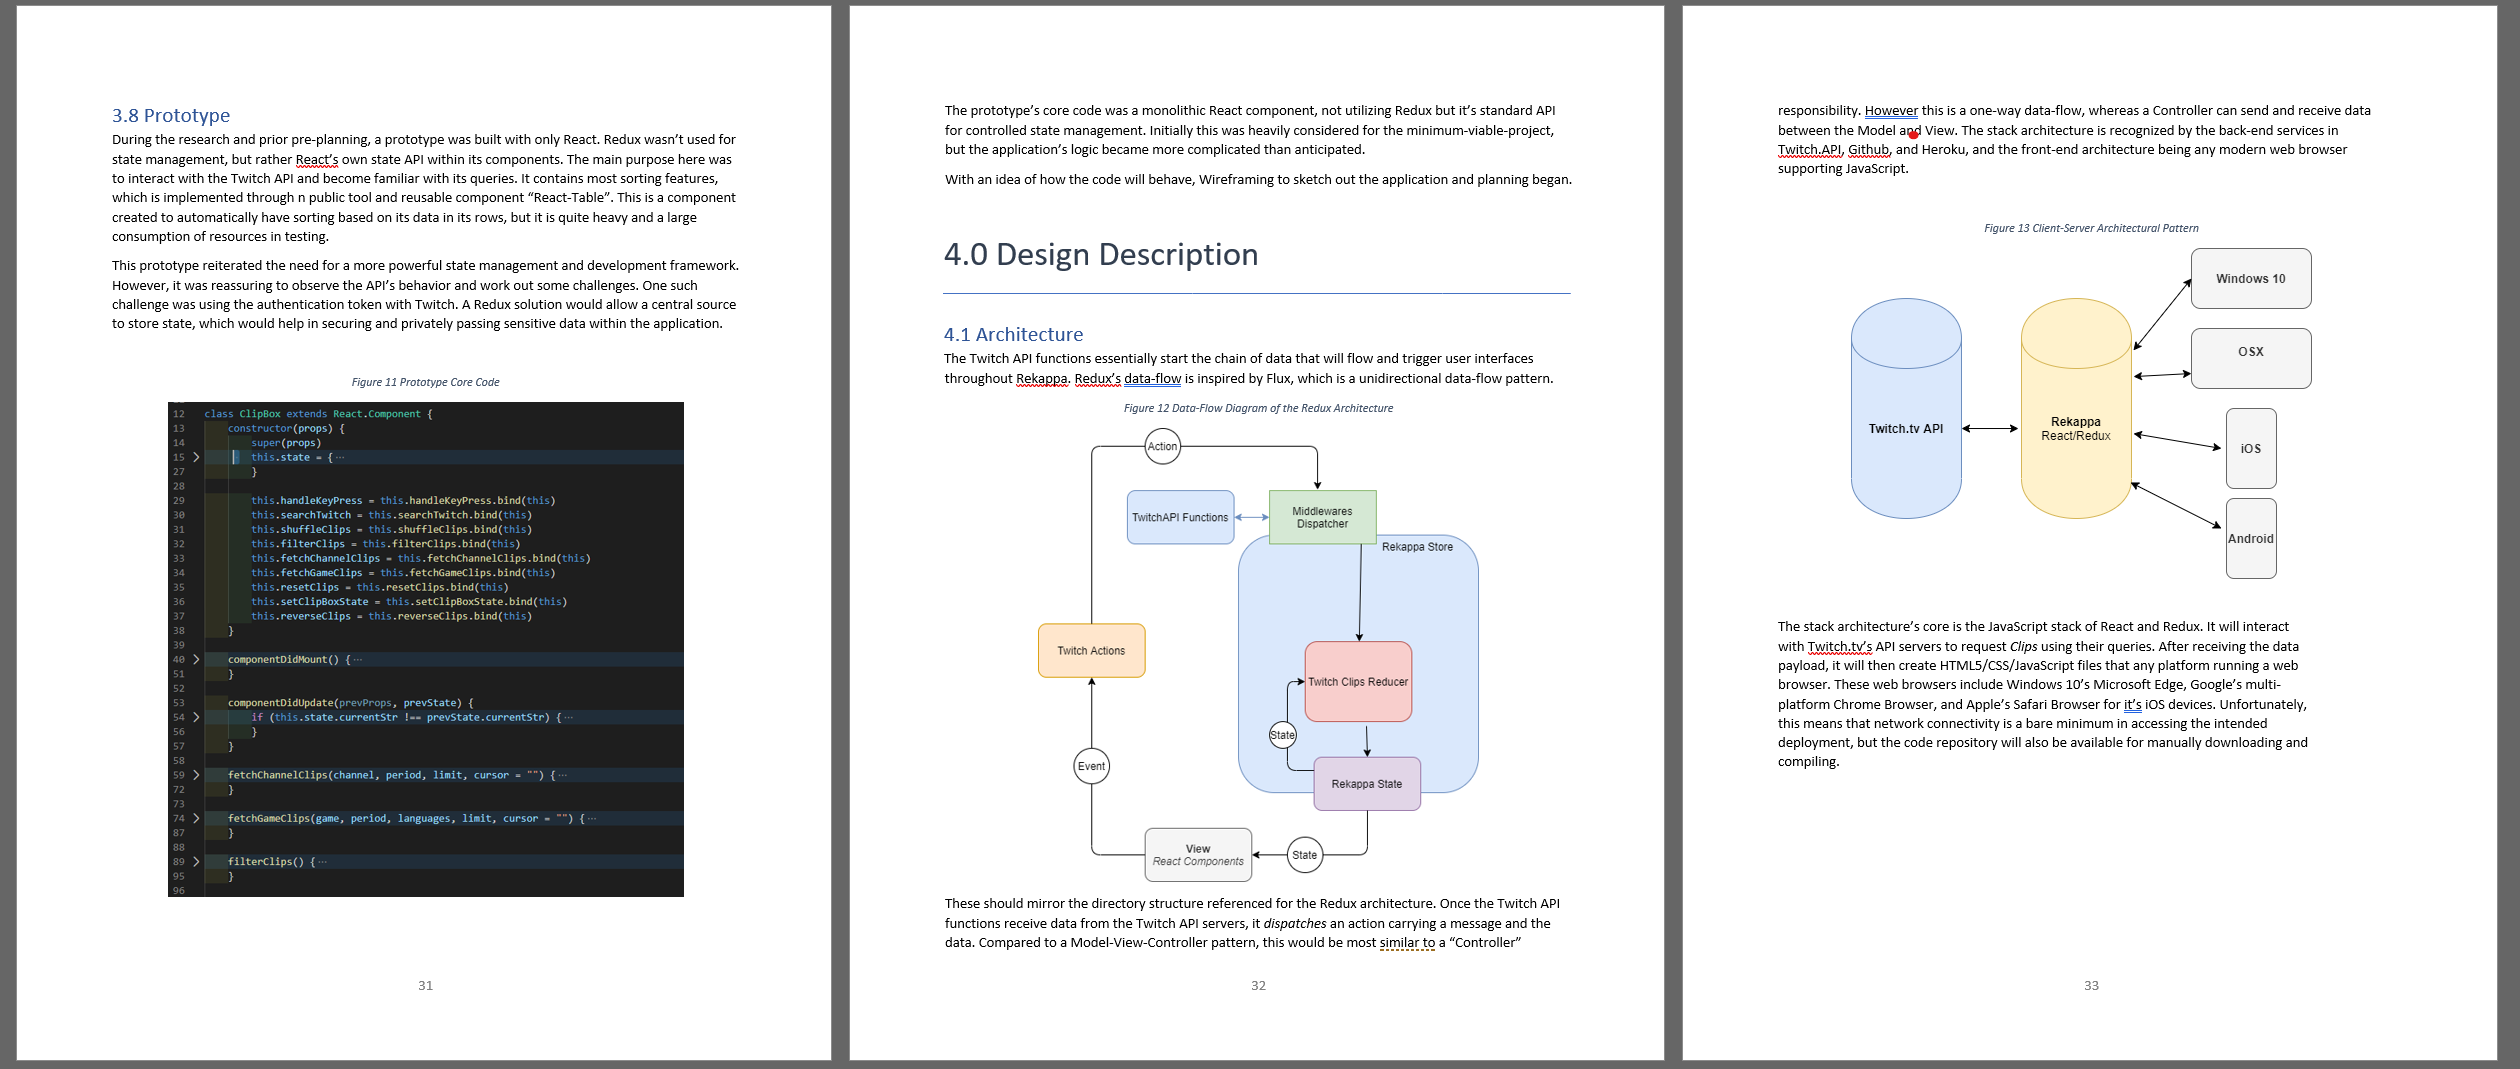 3.8 Prototype
During the research and prior pre-planning, a prototype was built with only React. Redux wasn't used for
state management, but rather React's own state API within its components. The main purpose here was
to interact with the Twitch API and become familiar with its queries. It contains most sorting features,
which is implemented through n public tool and reusable component “React-Table”. This is a component
created to automatically have sorting based on its data in its rows, but it is quite heavy and a large
consumption of resources in testing.
This prototype reiterated the need for a more powerful state management and development framework.
However, it was reassuring to observe the API's behavior and work out some challenges. One such
challenge was using the authentication token with Twitch. A Redux solution would allow a central source
to store state, which would help in securing and privately passing sensitive data within the application.
Figure 11 Prototype Core Code
12 class ClipBox extends React.Component {
13 constructor(props) {
14 super(props)
15 > this.state = { ···
27 }
28
29 this.handleKeyPress = this.handleKeyPress.bind(this)
30 this.searchTwitch = this.searchTwitch.bind(this)
31 this.shuffleClips = this.shuffleClips.bind(this)
32 this.filterClips = this.filterClips.bind(this)
33 this.fetchChannelClips = this.fetchChannelClips.bind(this)
34 this.fetchGameClips = this.fetchGameClips.bind(this)
35 this.resetClips = this.resetClips.bind(this)
36 this.setClipBoxState = this.setClipBoxState.bind(this)
37 this.reverseClips = this.reverseClips.bind(this)
38 }
39
40 > componentDidMount() { ···
51 }
52
53 componentDidUpdate(prevProps, prevState) {
54 > if (this.state.currentStr !== prevState.currentStr) { ···
56 }
57 }
58
59 > fetchChannelClips(channel, period, limit, cursor = "") { ···
72 }
73
74 > fetchGameClips(game, period, languages, limit, cursor = "") { ···
87 }
88
89 > filterClips() { ···
95 }
96
31
The prototype's core code was a monolithic React component, not utilizing Redux but it's standard API
for controlled state management. Initially this was heavily considered for the minimum-viable-project,
but the application's logic became more complicated than anticipated.
With an idea of how the code will behave, Wireframing to sketch out the application and planning began.
4.0 Design Description
4.1 Architecture
The Twitch API functions essentially start the chain of data that will flow and trigger user interfaces
throughout Rekappa. Redux's data-flow is inspired by Flux, which is a unidirectional data-flow pattern.
Figure 12 Data-Flow Diagram of the Redux Architecture
Action
TwitchAPI Functions
Middlewares
Dispatcher
Rekappa Store
Twitch Actions
Twitch Clips Reducer
State
Event
Rekappa State
View
React Components
State
These should mirror the directory structure referenced for the Redux architecture. Once the Twitch API
functions receive data from the Twitch API servers, it dispatches an action carrying a message and the
data. Compared to a Model-View-Controller pattern, this would be most similar to a “Controller”
32
responsibility. However this is a one-way data-flow, whereas a Controller can send and receive data
between the Model and View. The stack architecture is recognized by the back-end services in
Twitch.API, Github, and Heroku, and the front-end architecture being any modern web browser
supporting JavaScript.
Figure 13 Client-Server Architectural Pattern
Windows 10
OSX
Twitch.tv API
Rekappa
React/Redux
iOS
Android
The stack architecture's core is the JavaScript stack of React and Redux. It will interact
with Twitch.tv's API servers to request Clips using their queries. After receiving the data
payload, it will then create HTML5/CSS/JavaScript files that any platform running a web
browser. These web browsers include Windows 10's Microsoft Edge, Google's multi-
platform Chrome Browser, and Apple's Safari Browser for it's iOS devices. Unfortunately,
this means that network connectivity is a bare minimum in accessing the intended
deployment, but the code repository will also be available for manually downloading and
compiling.
33